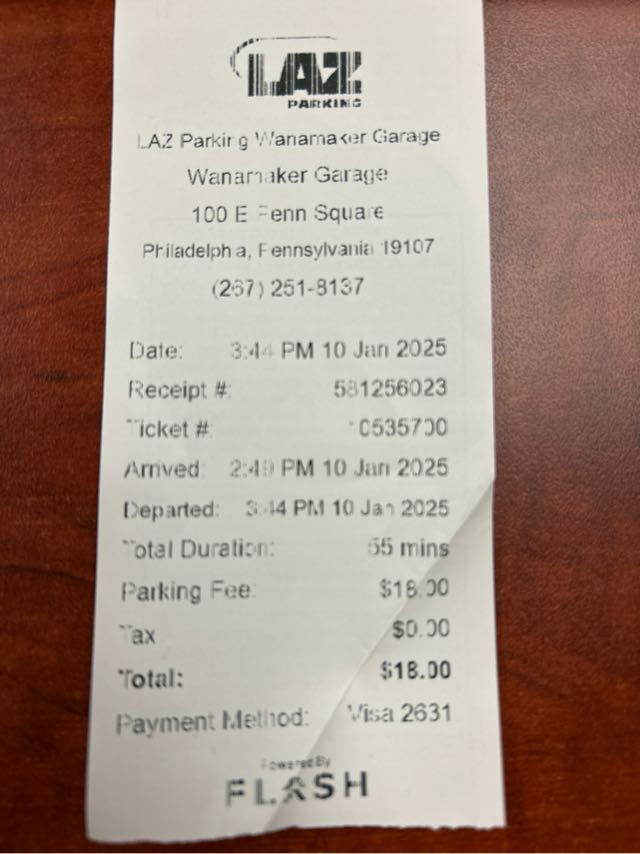 LAZ
PARKING
LAZ Parking Wanamaker Garage
Wanamaker Garage
100 E Penn Square
Philadelphia, Pennsylvania 19107
(267) 251-8137
Date: 3:44 PM 10 Jan 2025
Receipt #: 581256023
Ticket #: 10535700
Arrived: 2:49 PM 10 Jan 2025
Departed: 3:44 PM 10 Jan 2025
Total Duration: 55 mins
Parking Fee: $18.00
Tax $0.00
Total: $18.00
Payment Method: Visa 2631
Powered By
FLASH